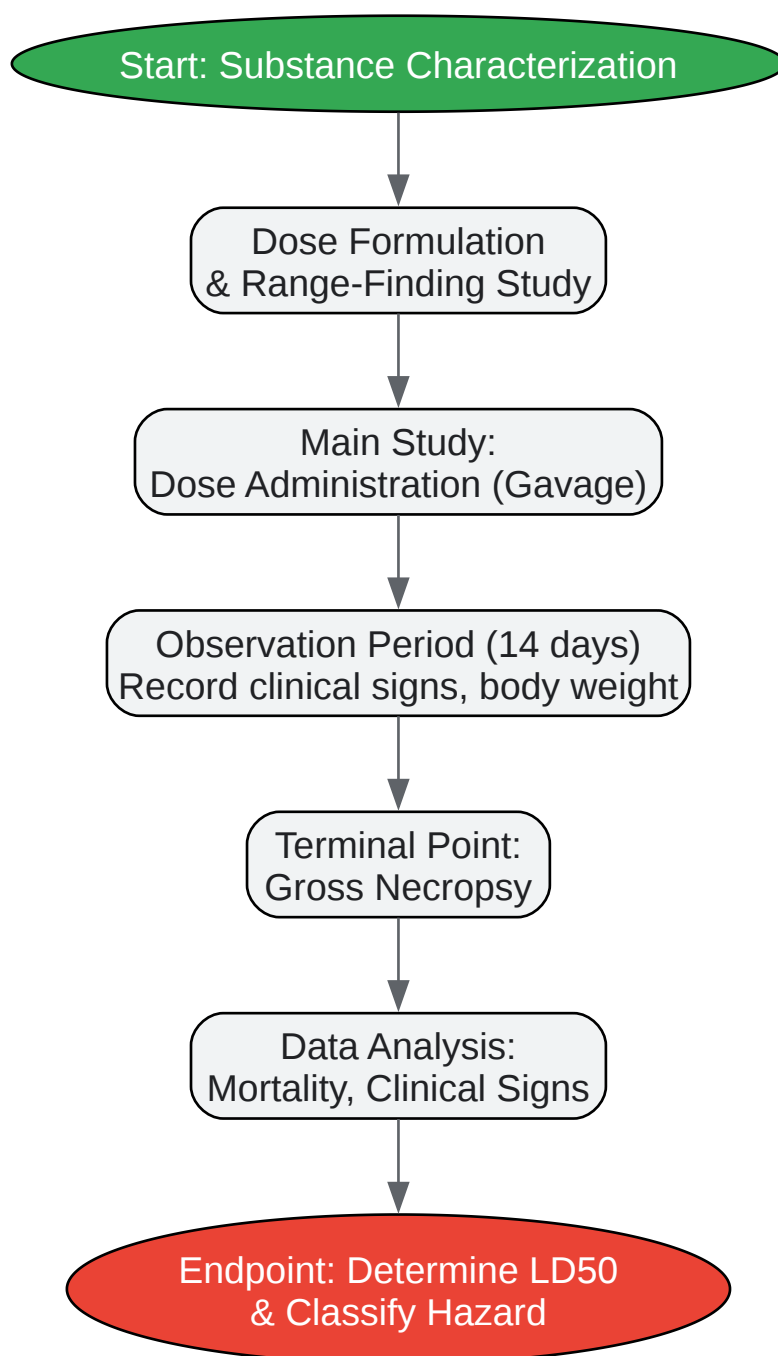 Start: Substance Characterization
Dose Formulation
& Range-Finding Study
Main Study:
Dose Administration (Gavage)
Observation Period (14 days)
Record clinical signs, body weight
Terminal Point:
Gross Necropsy
Data Analysis:
Mortality, Clinical Signs
Endpoint: Determine LD50
& Classify Hazard